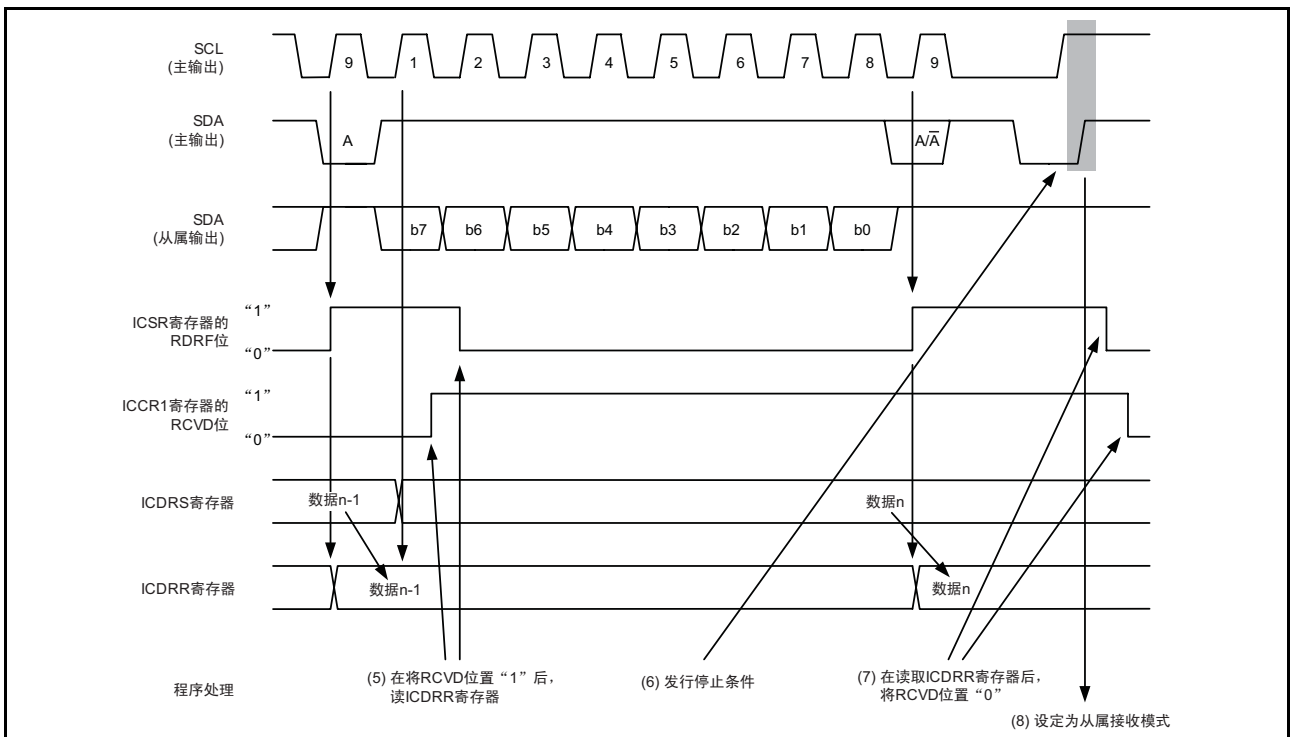 SCL
(主输出)
9 1 2 3 4 5 6 7 8 9
SDA
(主输出)
A A/A̅
SDA
(从属输出)
b7 b6 b5 b4 b3 b2 b1 b0
ICSR寄存器的
RDRF位
“1”
“0”
ICCR1寄存器的
RCVD位
“1”
“0”
ICDRS寄存器
数据n-1
数据n
ICDRR寄存器
数据n-1
数据n
程序处理
(5) 在将RCVD位置“1”后，
读ICDRR寄存器
(6) 发行停止条件
(7) 在读取ICDRR寄存器后，
将RCVD位置“0”
(8) 设定为从属接收模式